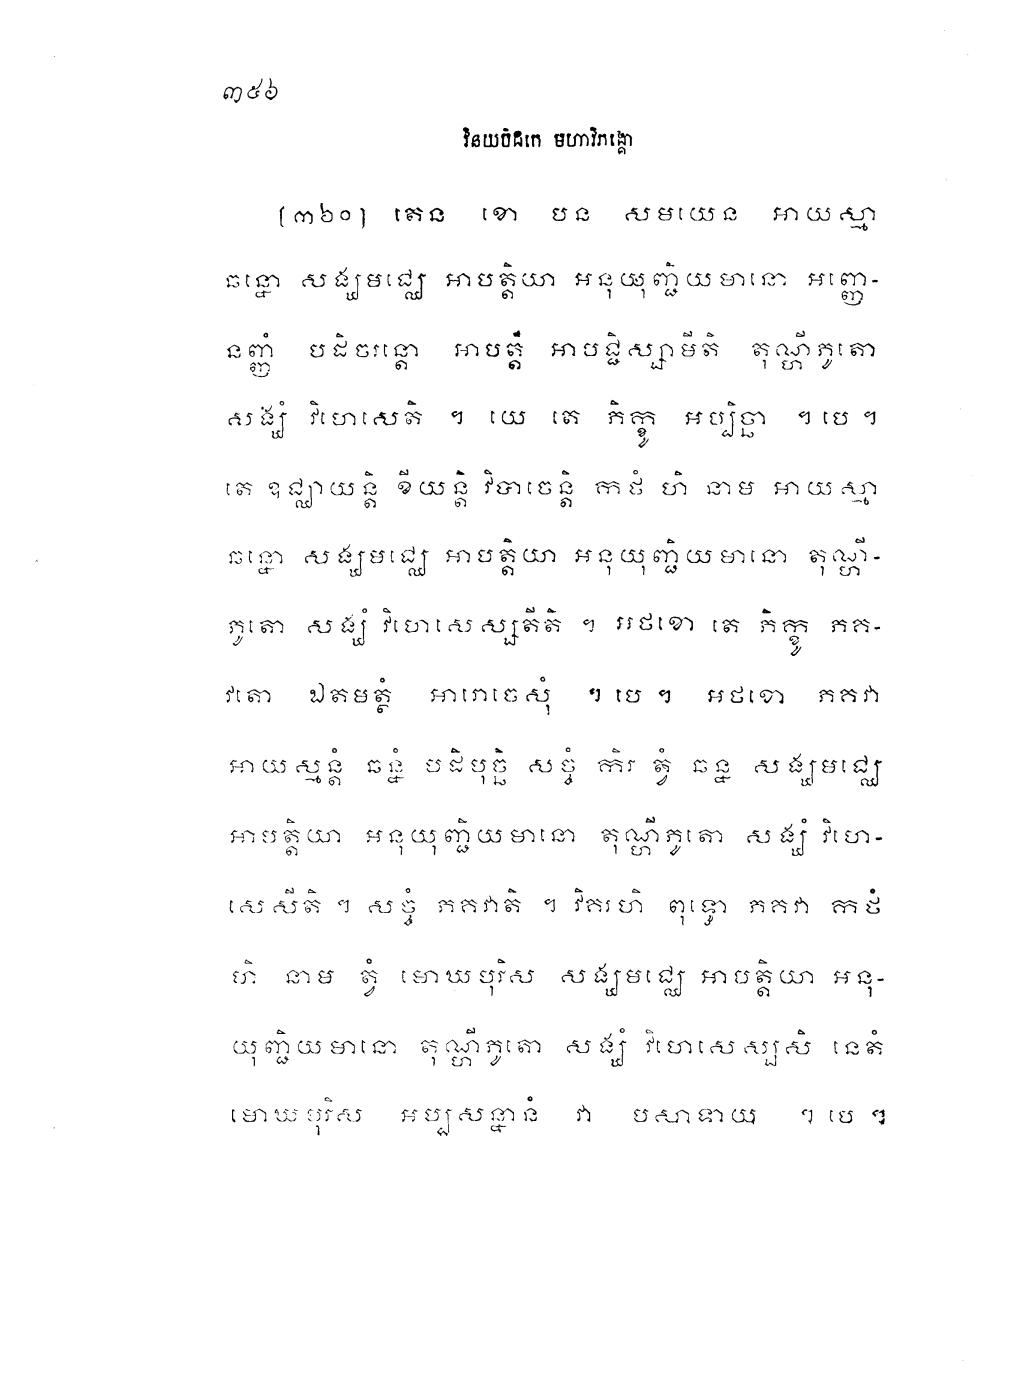 ៣៥៦
វិនយបិដកេ មហាវិភង្គោ
[៣៦០] តេន ខោ បន សមយេន អាយស្មា
ឆន្នោ សង្ឃមជ្ឈេ អាបត្តិយា អនុយុញ្ជិយមានោ អញ្ញេ-
នញ្ញំ បដិចរន្តោ អាបត្តឹ អាបជ្ជិស្សាមីតិ តុណ្ហីភូតោ
សង្ឃំ វិហេសេតិ ។ យេ តេ ភិក្ខូ អប្បិច្ឆា ។ បេ ។
តេ ឧជ្ឈាយន្តិ ខីយន្តិ វិបាចេន្តិ កថំ ហិ នាម អាយស្មា
ឆន្នោ សង្ឃមជ្ឈេ អាបត្តិយា អនុយុញ្ជិយមានោ តុណ្ហី-
ភូតោ សង្ឃំ វិហេសេស្សតីតិ ។ អថខោ តេ ភិក្ខូ ភគ-
វតោ ឯតមត្ថំ អារោចេសុំ ។ បេ ។ អថខោ ភគវា
អាយស្មន្តំ ឆន្នំ បដិបុច្ឆិ សច្ចំ កិរ ត្វំ ឆន្ន សង្ឃមជ្ឈេ
អាបត្តិយា អនុយុញ្ជិយមានោ តុណ្ហីភូតោ សង្ឃំ វិហេ-
សេសីតិ ។ សច្ចំ ភគវាតិ ។ វិគរហិ ពុទ្ធោ ភគវា កថំ
ហិ នាម ត្វំ មោឃបុរិស សង្ឃមជ្ឈេ អាបត្តិយា អនុ-
យុញ្ជិយមានោ តុណ្ហីភូតោ សង្ឃំ វិហេសេស្សសិ នេតំ
មោឃបុរិស អប្បសន្នានំ វា បសាទាយ ។ បេ ។